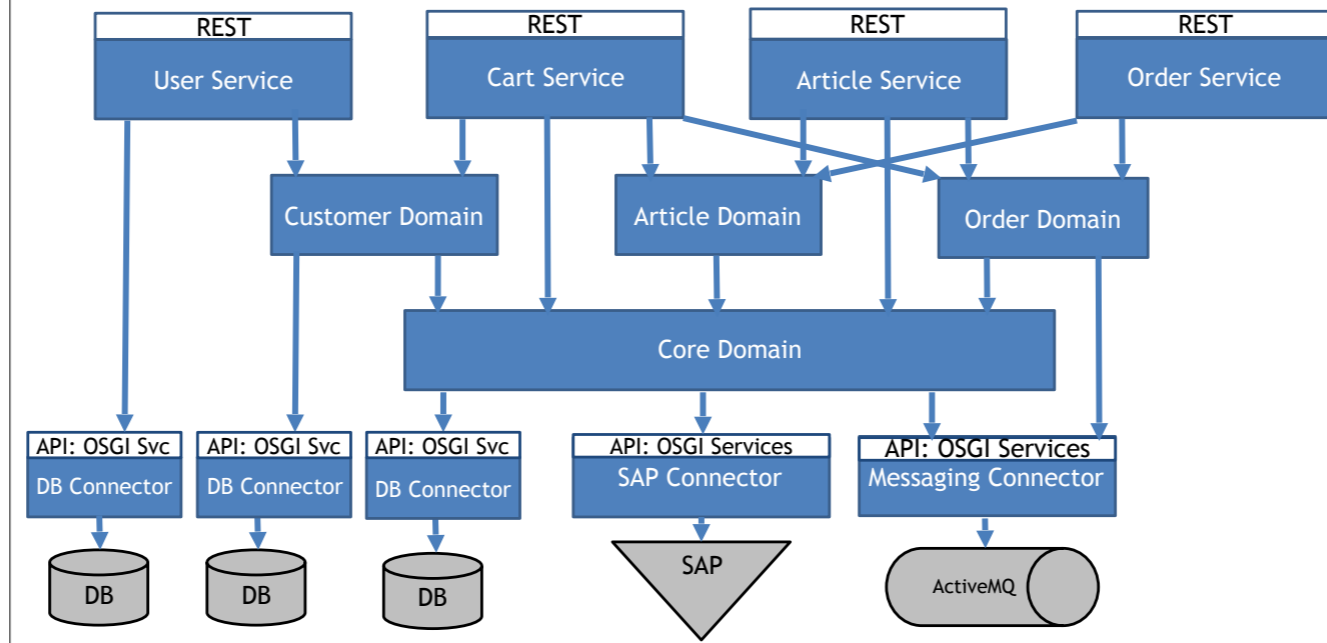 REST
REST
REST
REST
User Service
Cart Service
Article Service
Order Service
Customer Domain
Article Domain
Order Domain
Core Domain
API: OSGI Svc
API: OSGI Svc
API: OSGI Svc
API: OSGI Services
API: OSGI Services
DB Connector
DB Connector
DB Connector
SAP Connector
Messaging Connector
DB
DB
DB
SAP
ActiveMQ